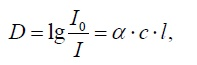 D = lg I₀/I = α · c · l,